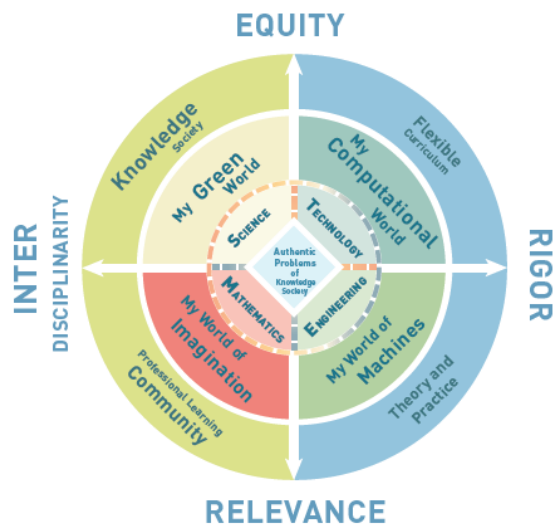 EQUITY
Knowledge
Society
Flexible
Curriculum
My Green
World
My
Computational
World
SCIENCE
TECHNOLOGY
INTER
DISCIPLINARITY
Authentic
Problems
of
Knowledge
Society
RIGOR
MATHEMATICS
ENGINEERING
My World of
Imagination
My World of
Machines
Professional Learning
Community
Theory and
Practice
RELEVANCE